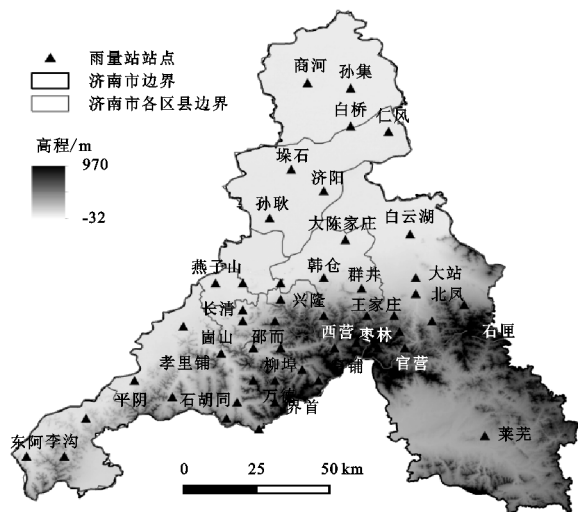 雨量站站点
济南市边界
济南市各区县边界
高程/m
970
-32
商河
孙集
白桥
仁风
垛石
济阳
孙耿
大陈家庄
白云湖
燕子山
韩仓
群井
大站
长清
兴隆
王家庄
北凤
崮山
邵而
西营
枣林
石匣
孝里铺
柳埠
铺
官营
平阴
石胡同
万德
界首
东阿
李沟
莱芜
0
25
50 km